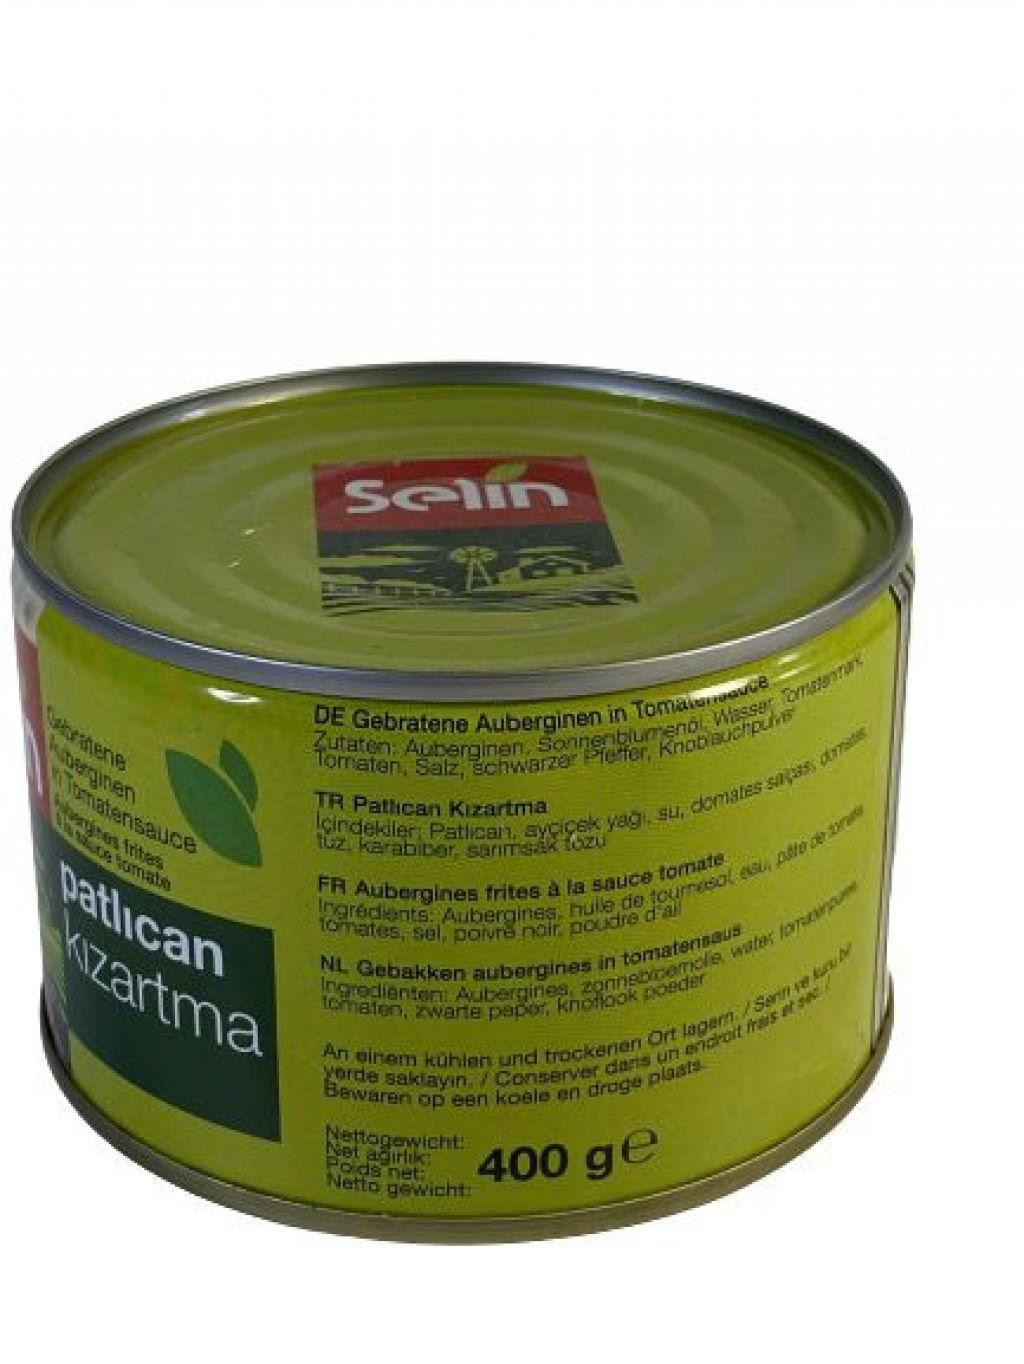 Selin
Gebratene
Auberginen
in Tomatensauce
Aubergines frites
à la sauce tomate
patlıcan
kızartma
DE Gebratene Auberginen in Tomatensauce
Zutaten: Auberginen, Sonnenblumenöl, Wasser, Tomatenmark,
Tomaten, Salz, schwarzer Pfeffer, Knoblauchpulver
TR Patlıcan Kızartma
İçindekiler: Patlıcan, ayçiçek yağı, su, domates salçası, domates,
tuz, karabiber, sarımsak tozu
FR Aubergines frites à la sauce tomate
Ingrédients: Aubergines, huile de tournesol, eau, pâte de tomate,
tomates, sel, poivre noir, poudre d'ail
NL Gebakken aubergines in tomatensaus
Ingrediënten: Aubergines, zonnebloemolie, water, tomatenpuree,
tomaten, zwarte peper, knoflook poeder
An einem kühlen und trockenen Ort lagern. / Serin ve kuru bir
yerde saklayın. / Conserver dans un endroit frais et sec. /
Bewaren op een koele en droge plaats.
Nettogewicht:
Net ağırlık:
Poids net:
Netto gewicht:
400 g e